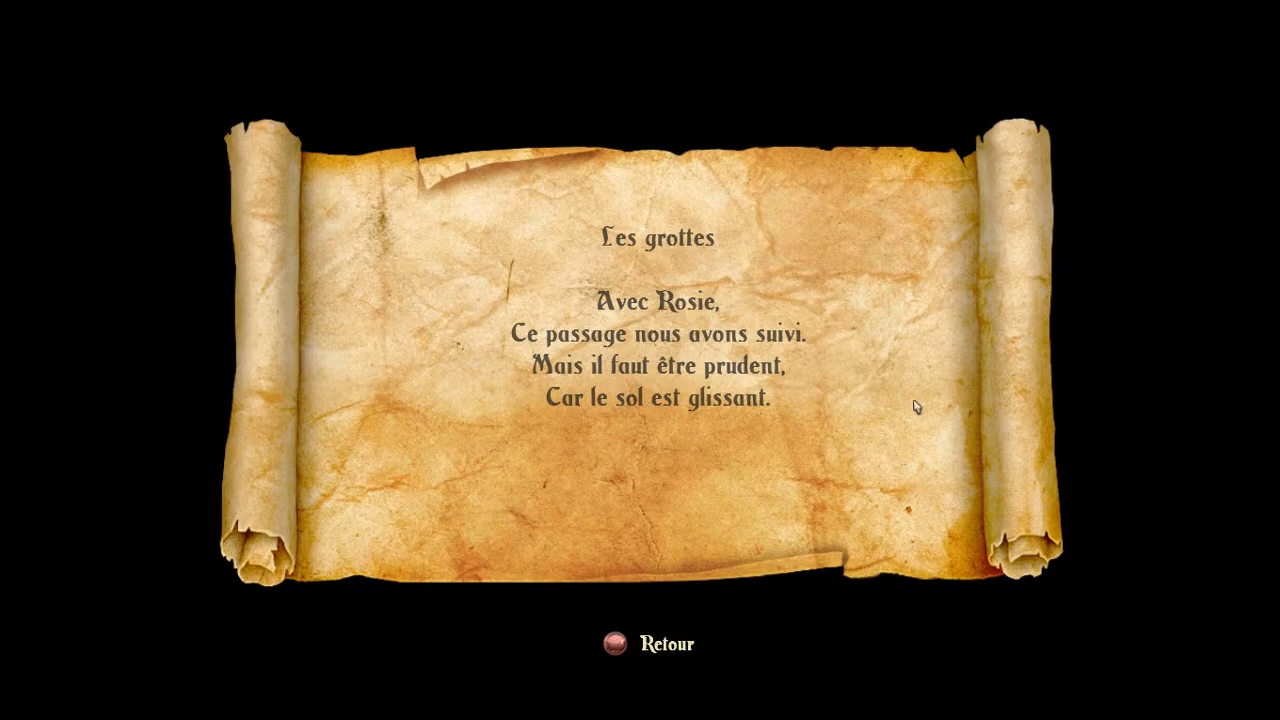 Les grottes
Avec Rosie,
Ce passage nous avons suivi.
Mais il faut être prudent,
Car le sol est glissant.
Retour